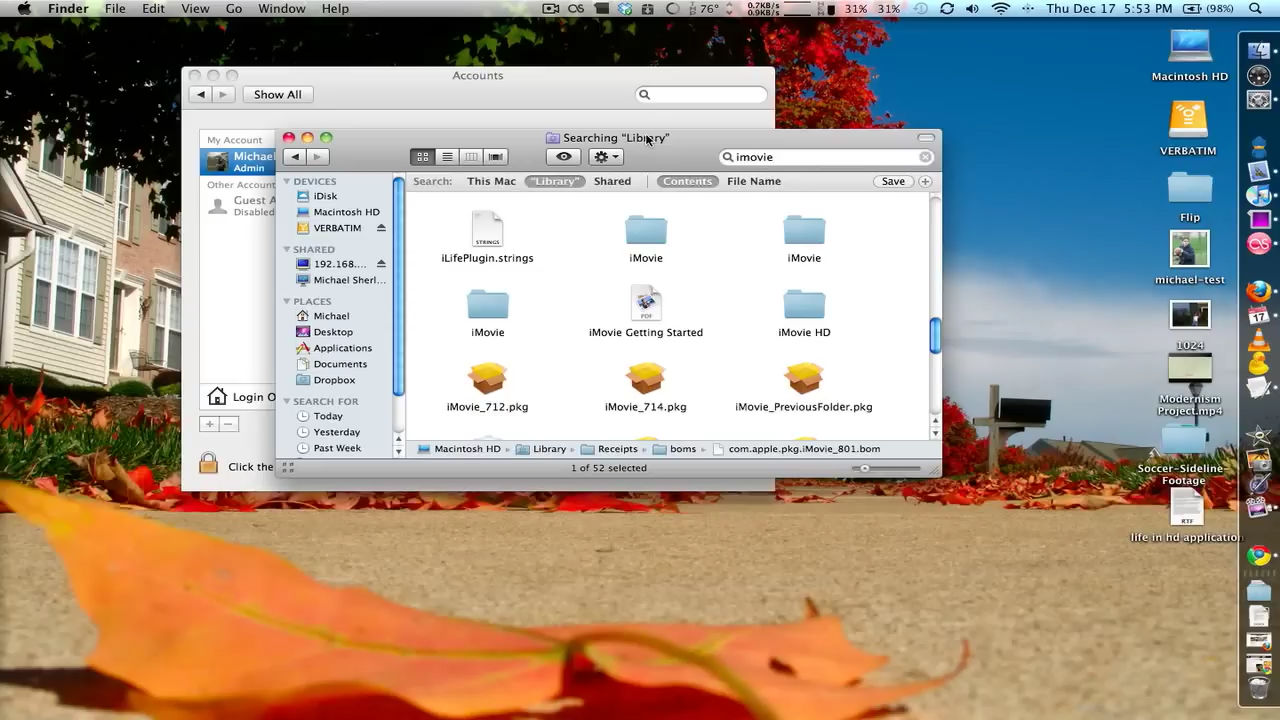 Finder File Edit View Go Window Help
76° 0.7KB/s 0.9KB/s 31% 31% Thu Dec 17 5:53 PM (98%)
Accounts
Show All
My Account
Michael
Admin
Other Account
Guest A
Disabled
Login O
Click the
Searching "Library"
imovie
Search: This Mac "Library" Shared Contents File Name Save
DEVICES
iDisk
Macintosh HD
VERBATIM
SHARED
192.168....
Michael Sherl...
PLACES
Michael
Desktop
Applications
Documents
Dropbox
SEARCH FOR
Today
Yesterday
Past Week
STRINGS
iLifePlugin.strings
iMovie
iMovie
iMovie
PDF
iMovie Getting Started
iMovie HD
iMovie_712.pkg
iMovie_714.pkg
iMovie_PreviousFolder.pkg
Macintosh HD Library Receipts boms com.apple.pkg.iMovie_801.bom
1 of 52 selected
Macintosh HD
VERBATIM
Flip
michael-test
1024
Modernism
Project.mp4
Soccer-Sideline
Footage
RTF
life in hd application
17